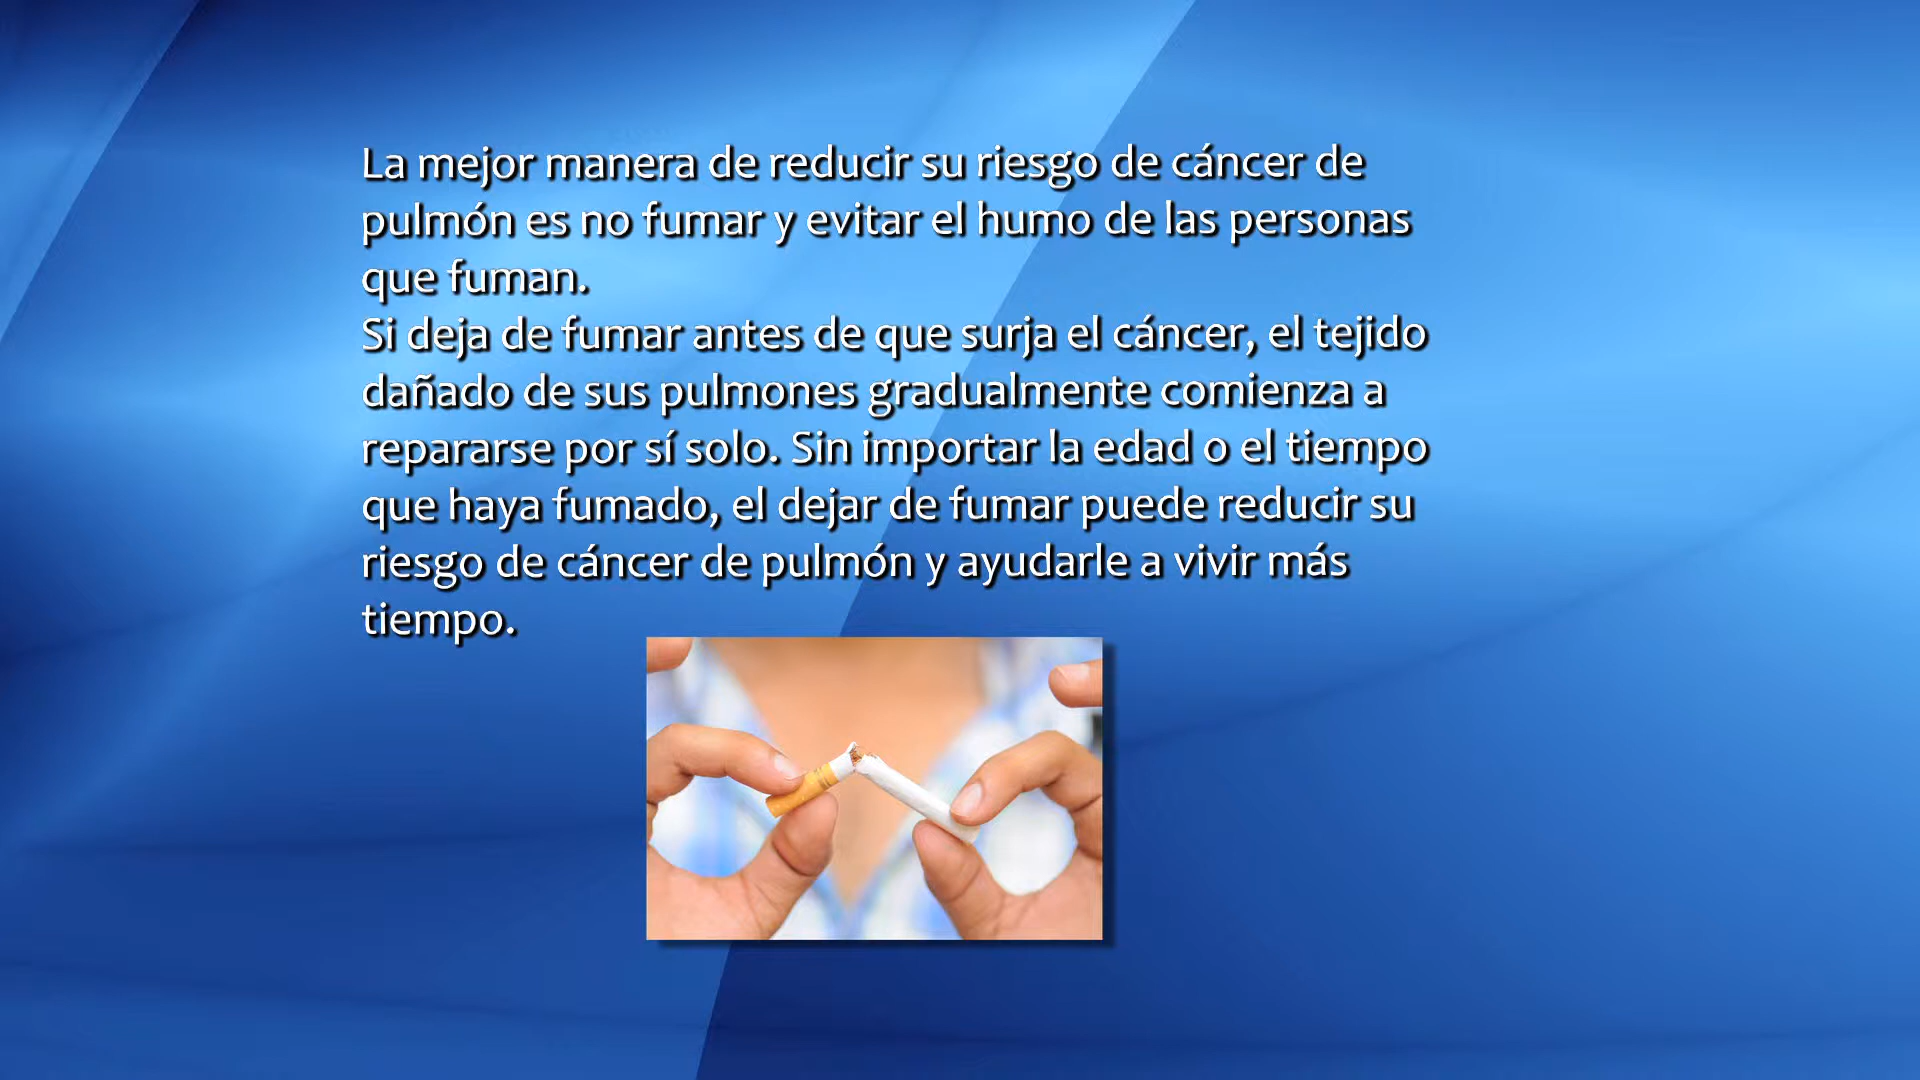 La mejor manera de reducir su riesgo de cáncer de
pulmón es no fumar y evitar el humo de las personas
que fuman.
Si deja de fumar antes de que surja el cáncer, el tejido
dañado de sus pulmones gradualmente comienza a
repararse por sí solo. Sin importar la edad o el tiempo
que haya fumado, el dejar de fumar puede reducir su
riesgo de cáncer de pulmón y ayudarle a vivir más
tiempo.